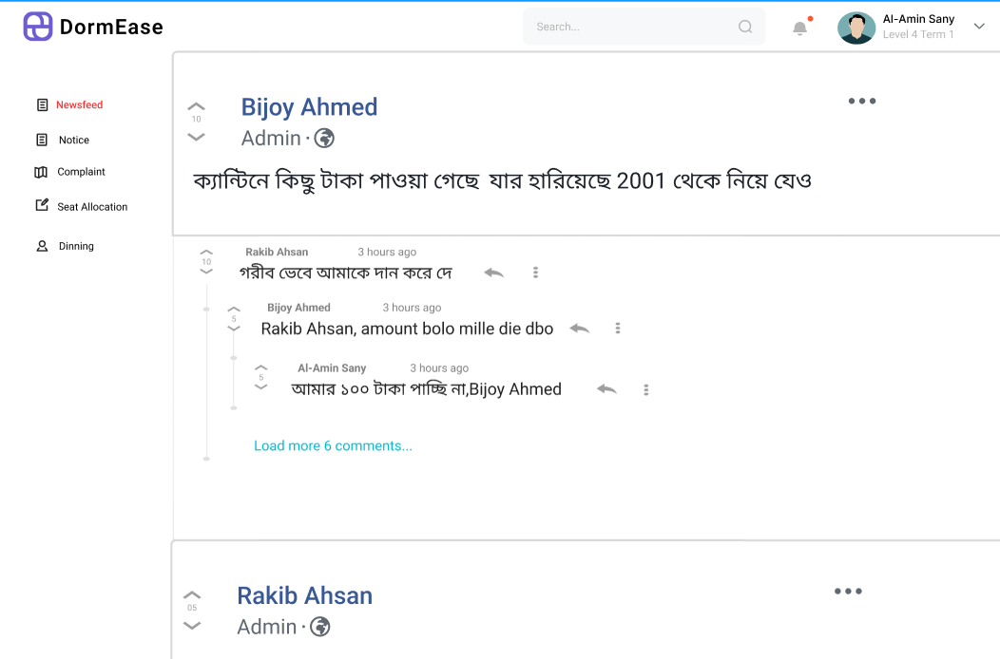 DormEase
Search...
Al-Amin Sany
Level 4 Term 1
Newsfeed
Notice
Complaint
Seat Allocation
Dinning
10
Bijoy Ahmed
Admin ·
ক্যান্টিনে কিছু টাকা পাওয়া গেছে যার হারিয়েছে 2001 থেকে নিয়ে যেও
Rakib Ahsan 3 hours ago
10
গরীব ভেবে আমাকে দান করে দে
Bijoy Ahmed 3 hours ago
5
Rakib Ahsan, amount bolo mille die dbo
Al-Amin Sany 3 hours ago
5
আমার ১০০ টাকা পাচ্ছি না,Bijoy Ahmed
Load more 6 comments...
05
Rakib Ahsan
Admin ·